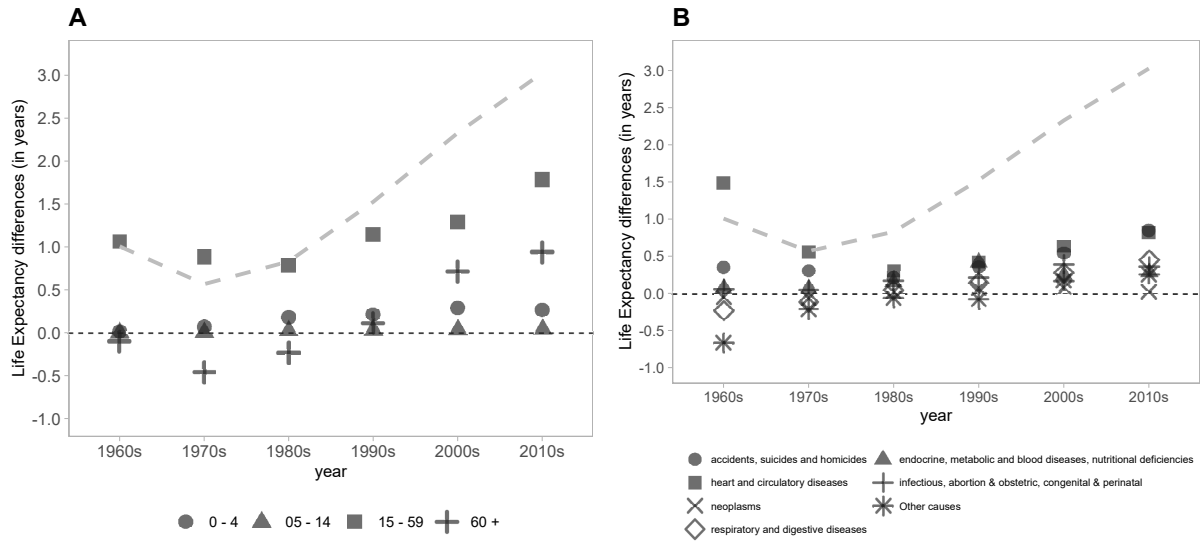 A
Life Expectancy differences (in years)
3.0
2.5
2.0
1.5
1.0
0.5
0.0
-0.5
-1.0
1960s 1970s 1980s 1990s 2000s 2010s
year
0 - 4 05 - 14 15 - 59 60 +
B
Life Expectancy differences (in years)
3.0
2.5
2.0
1.5
1.0
0.5
0.0
-0.5
-1.0
1960s 1970s 1980s 1990s 2000s 2010s
year
accidents, suicides and homicides endocrine, metabolic and blood diseases, nutritional deficiencies
heart and circulatory diseases infectious, abortion & obstetric, congenital & perinatal
neoplasms Other causes
respiratory and digestive diseases